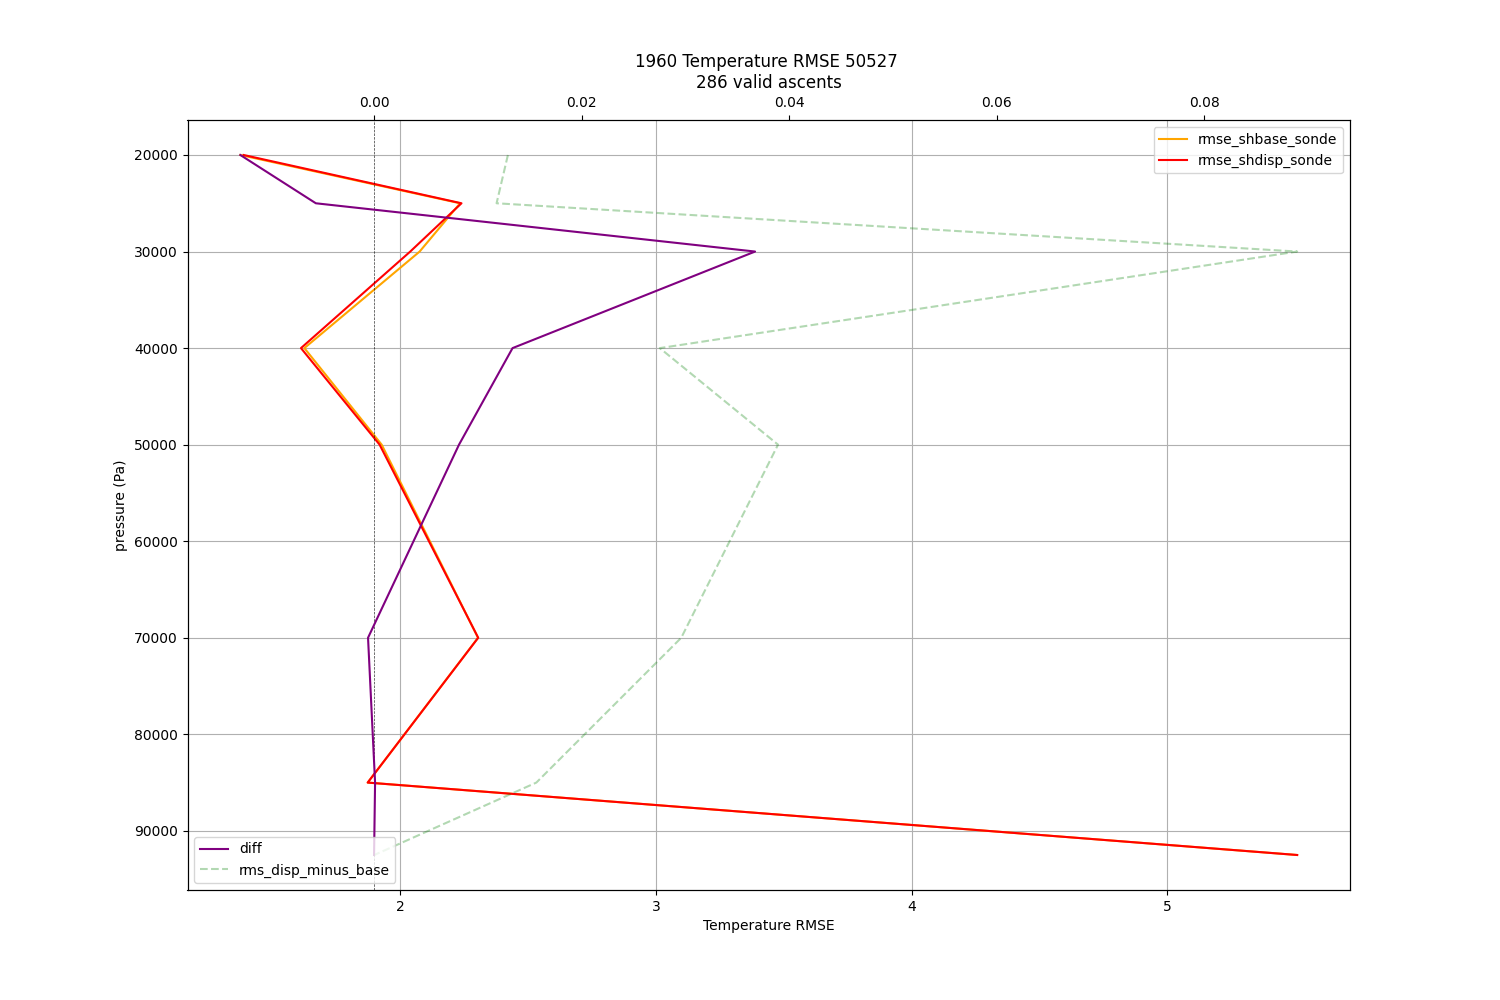 1960 Temperature RMSE 50527
286 valid ascents
0.00 0.02 0.04 0.06 0.08
rmse_shbase_sonde
rmse_shdisp_sonde
20000
30000
40000
50000
60000
70000
80000
90000
pressure (Pa)
diff
rms_disp_minus_base
2 3 4 5
Temperature RMSE